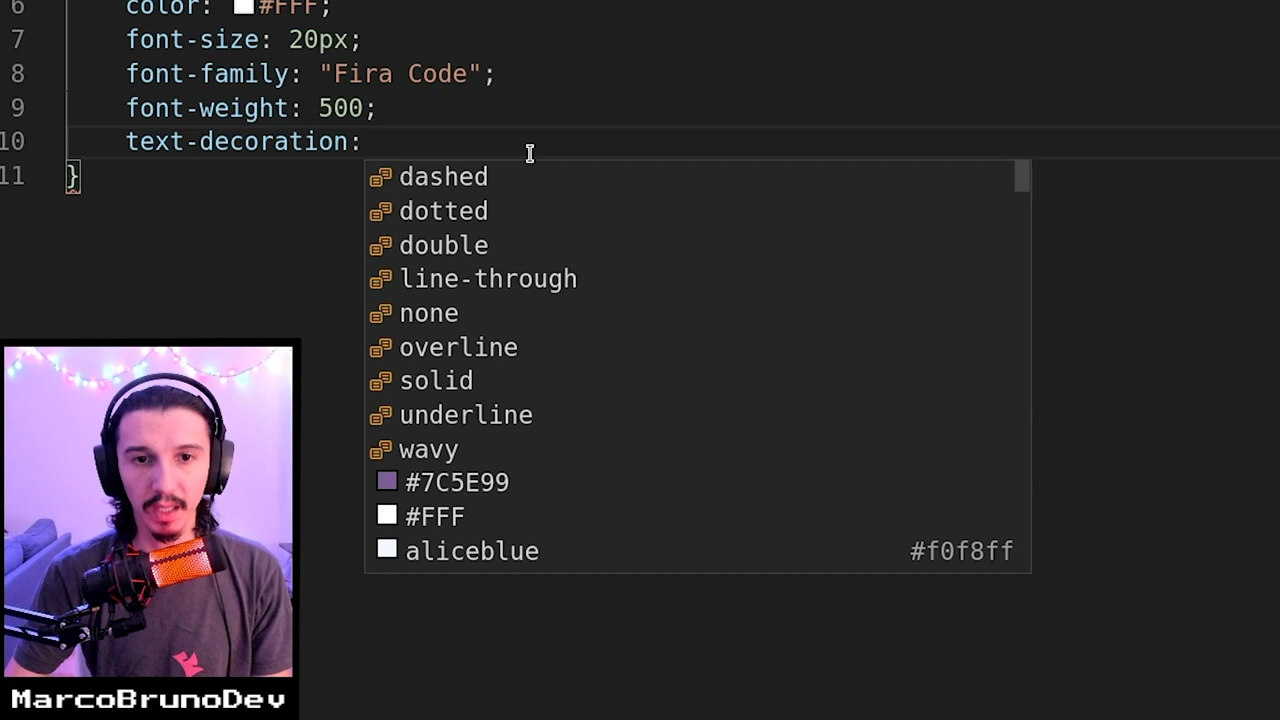 6 color: #FFF;
7 font-size: 20px;
8 font-family: "Fira Code";
9 font-weight: 500;
10 text-decoration:
11 }
dashed
dotted
double
line-through
none
overline
solid
underline
wavy
#7C5E99
#FFF
aliceblue #f0f8ff
MarcoBrunoDev